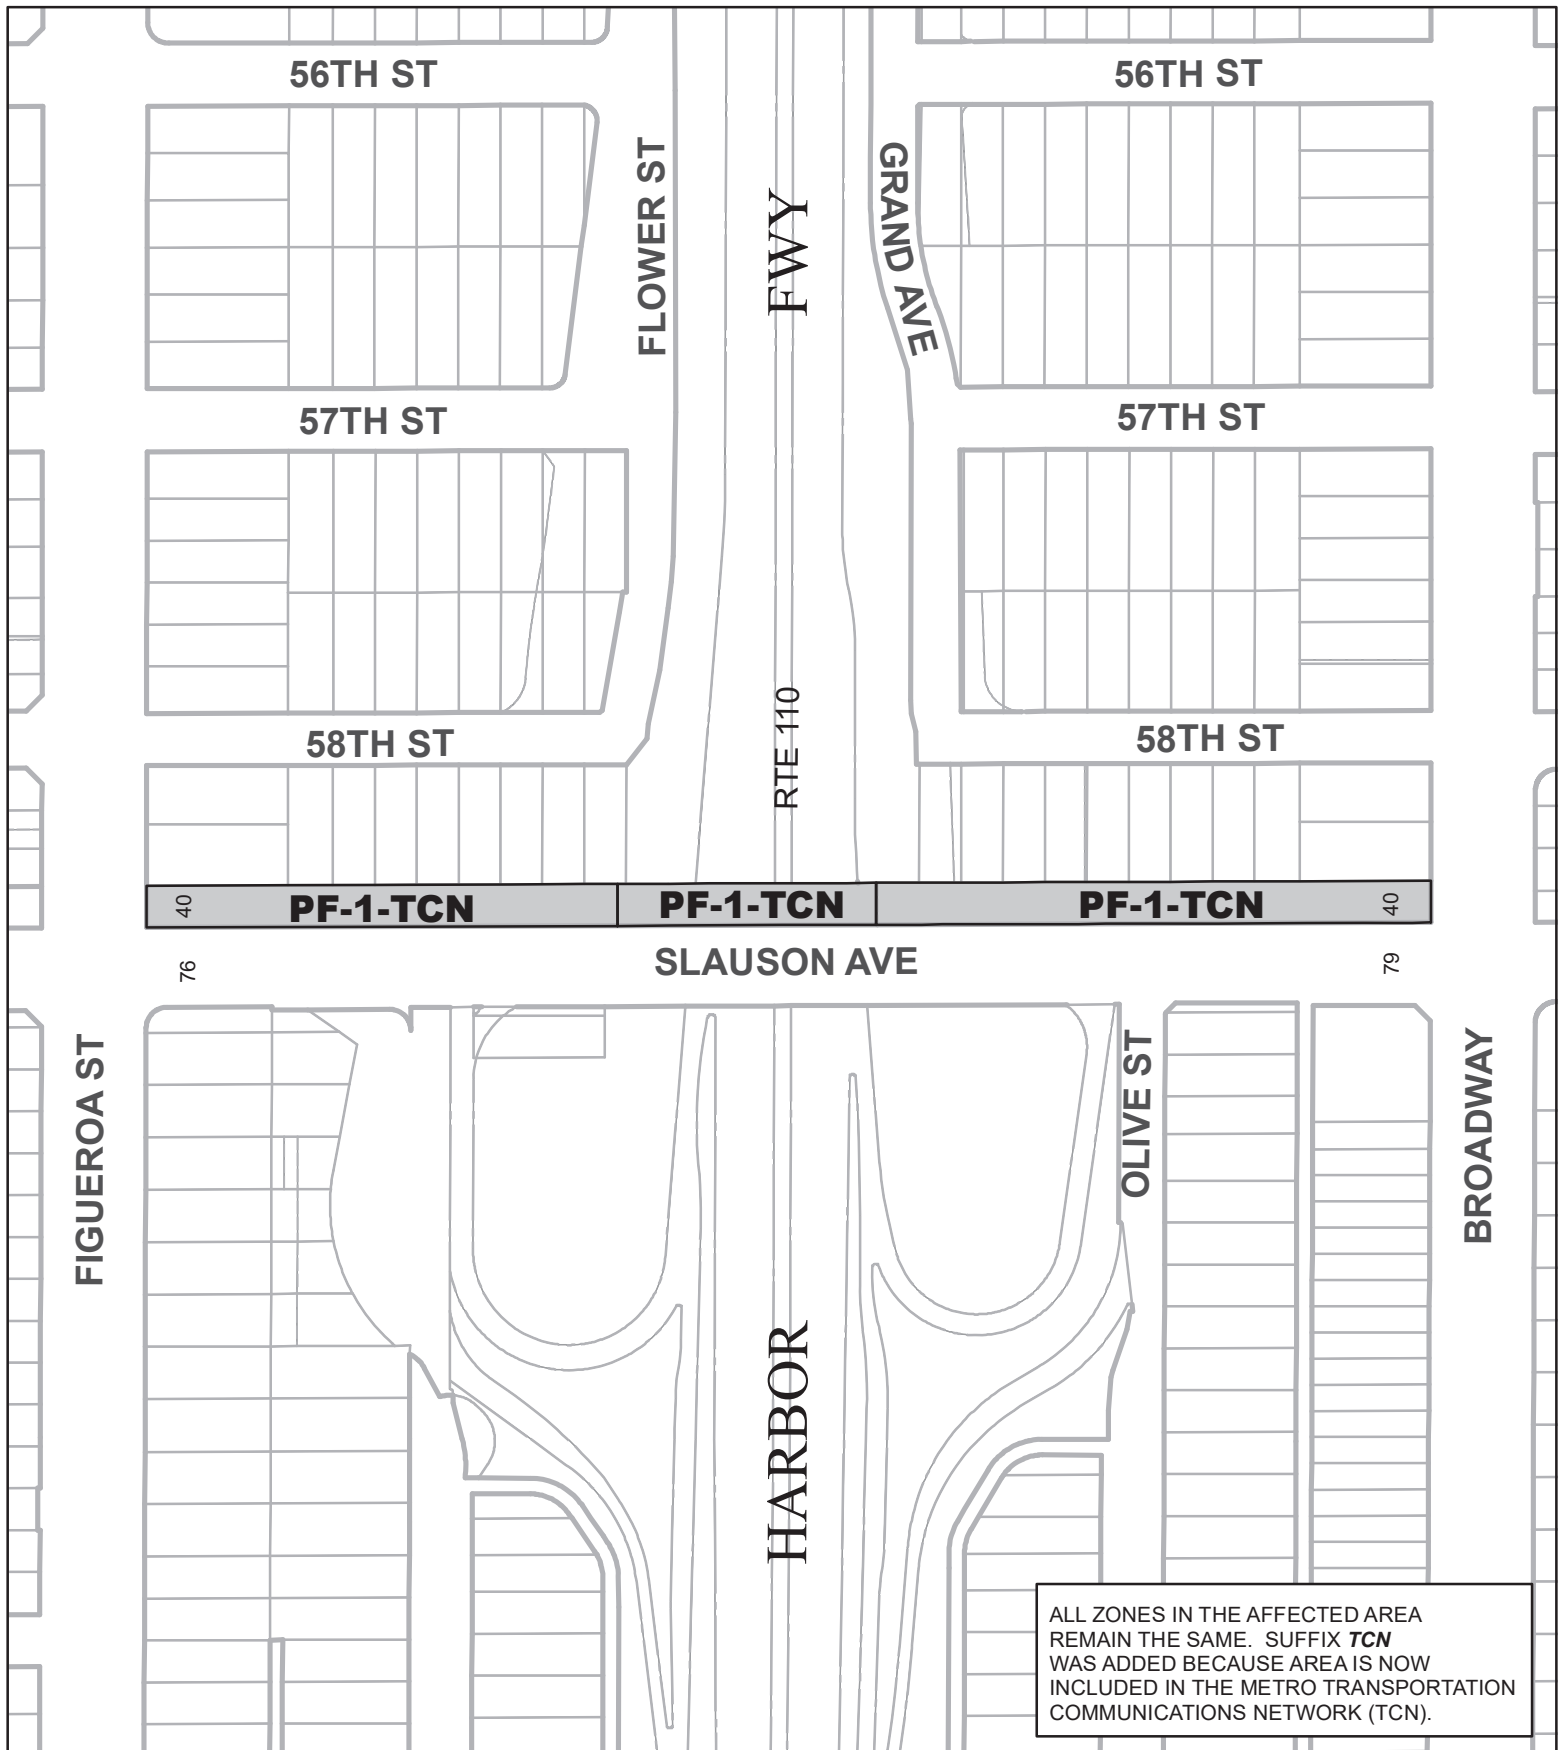 56TH ST
56TH ST
FLOWER ST
FWY
GRAND AVE
57TH ST
57TH ST
58TH ST
RTE 110
58TH ST
40
PF-1-TCN
PF-1-TCN
PF-1-TCN
40
76
SLAUSON AVE
79
FIGUEROA ST
OLIVE ST
BROADWAY
HARBOR
ALL ZONES IN THE AFFECTED AREA
REMAIN THE SAME. SUFFIX TCN
WAS ADDED BECAUSE AREA IS NOW
INCLUDED IN THE METRO TRANSPORTATION
COMMUNICATIONS NETWORK (TCN).